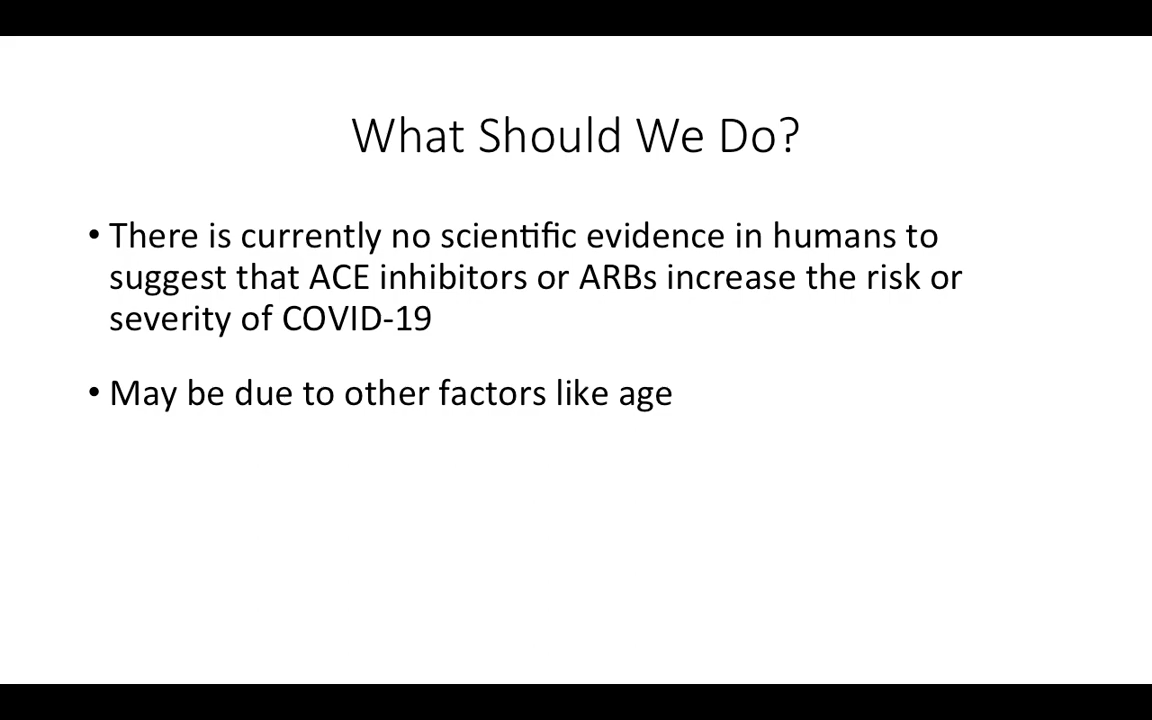 What Should We Do?
• There is currently no scientific evidence in humans to
suggest that ACE inhibitors or ARBs increase the risk or
severity of COVID-19
• May be due to other factors like age